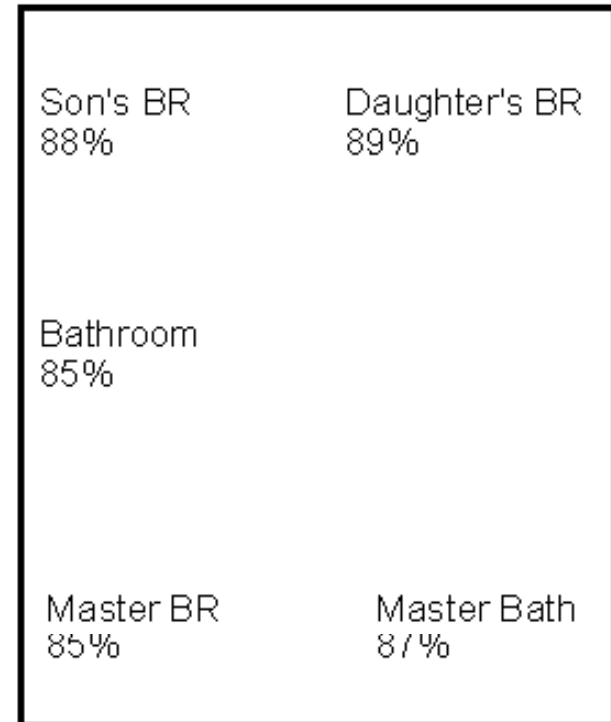 Son's BR
88%
Daughter's BR
89%
Bathroom
85%
Master BR
85%
Master Bath
87%